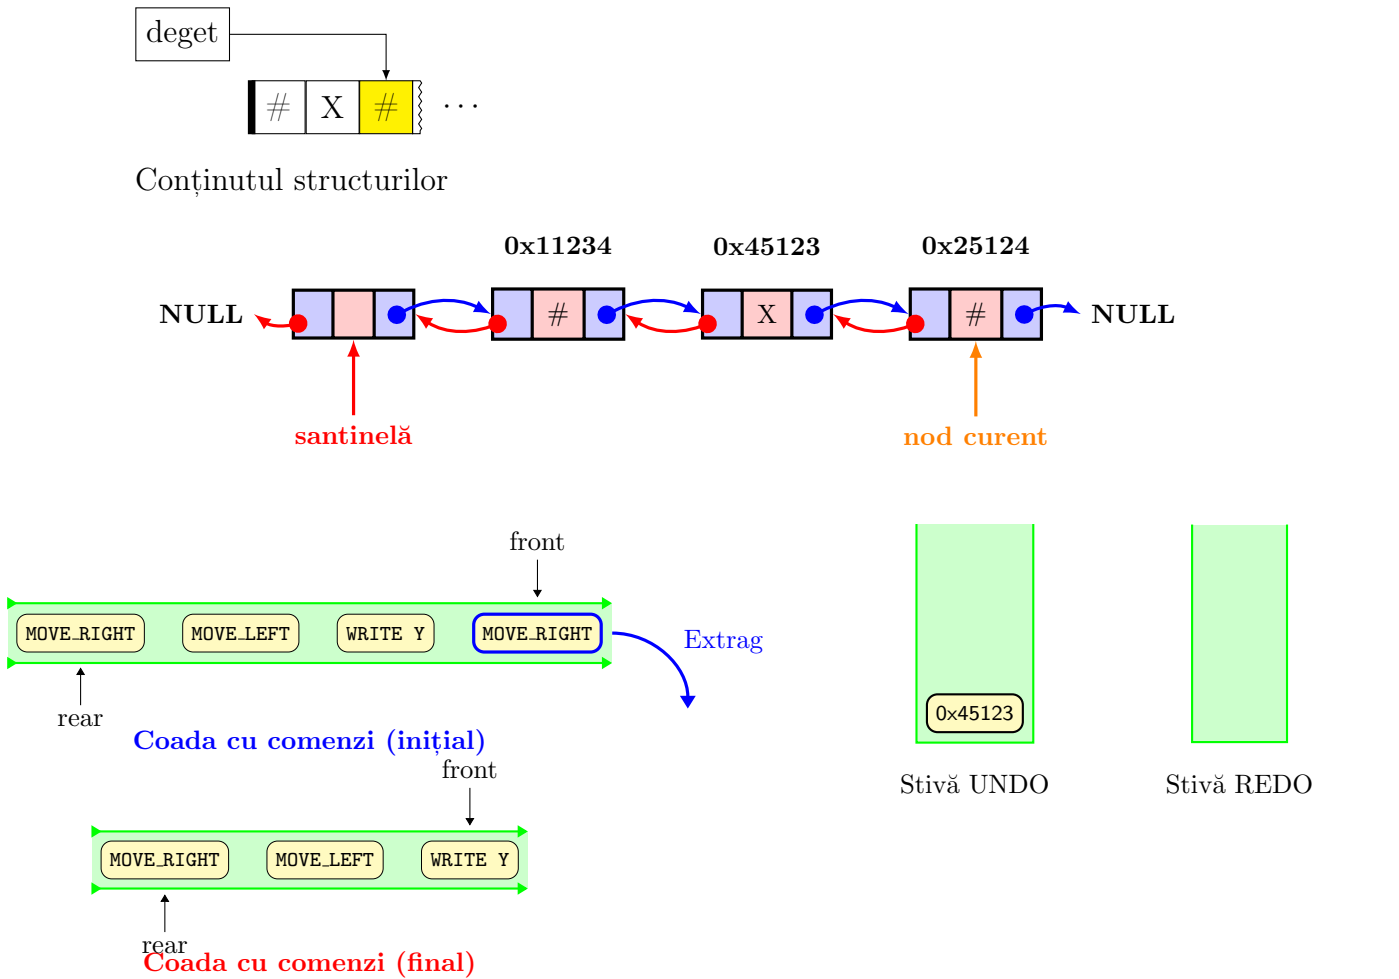 deget
# X # ...
Conținutul structurilor
0x11234 0x45123 0x25124
NULL # X # NULL
santinelă nod curent
front
MOVE_RIGHT MOVE_LEFT WRITE Y MOVE_RIGHT Extrag
rear
Coada cu comenzi (inițial)
0x45123
Stivă UNDO Stivă REDO
front
MOVE_RIGHT MOVE_LEFT WRITE Y
rear
Coada cu comenzi (final)